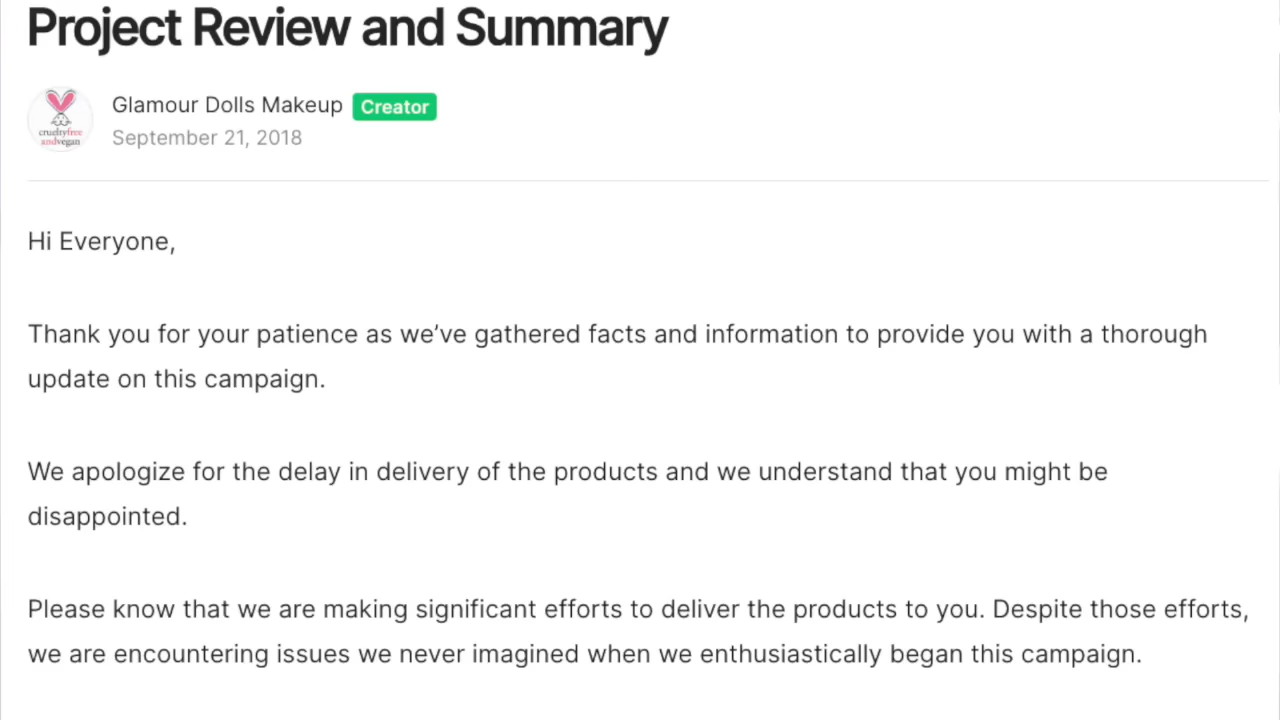 Project Review and Summary
Glamour Dolls Makeup Creator
September 21, 2018
crueltyfree
andvegan
Hi Everyone,
Thank you for your patience as we’ve gathered facts and information to provide you with a thorough
update on this campaign.
We apologize for the delay in delivery of the products and we understand that you might be
disappointed.
Please know that we are making significant efforts to deliver the products to you. Despite those efforts,
we are encountering issues we never imagined when we enthusiastically began this campaign.